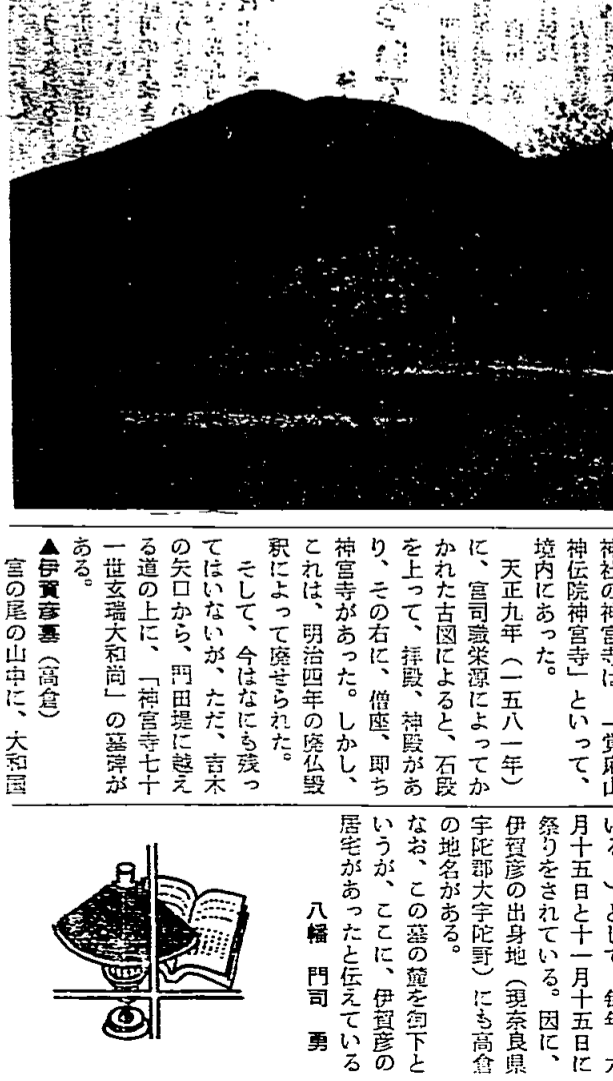 神社の神宮寺は、一賞麻山
神伝院神宮寺」といって、
境内にあった。
天正九年(一五八一年)
に、宮司職栄源によってか
かれた古図によると、石段
を上って、拝殿、神殿があ
り、その右に、僧座、即ち
神宮寺があった。しかし、
これは、明治四年の廃仏毀
釈によって廃せられた。
そして、今はなにも残っ
てはいないが、ただ、吉木
の矢口から、門田堤に越え
る道の上に、「神宮寺七十
一世玄瑞大和尚」の墓碑が
ある。
▲伊賀彦墓(高倉)
宮の尾の山中に、大和国
いる。」として、毎年、
月十五日と十一月十五日に
祭りをされている。因に、
伊賀彦の出身地(現奈良県
宇陀郡大宇陀野)にも高倉
の地名がある。
なお、この墓の麓を御下と
いうが、ここに、伊賀彦の
居宅があったと伝えている
八幡 門司 勇